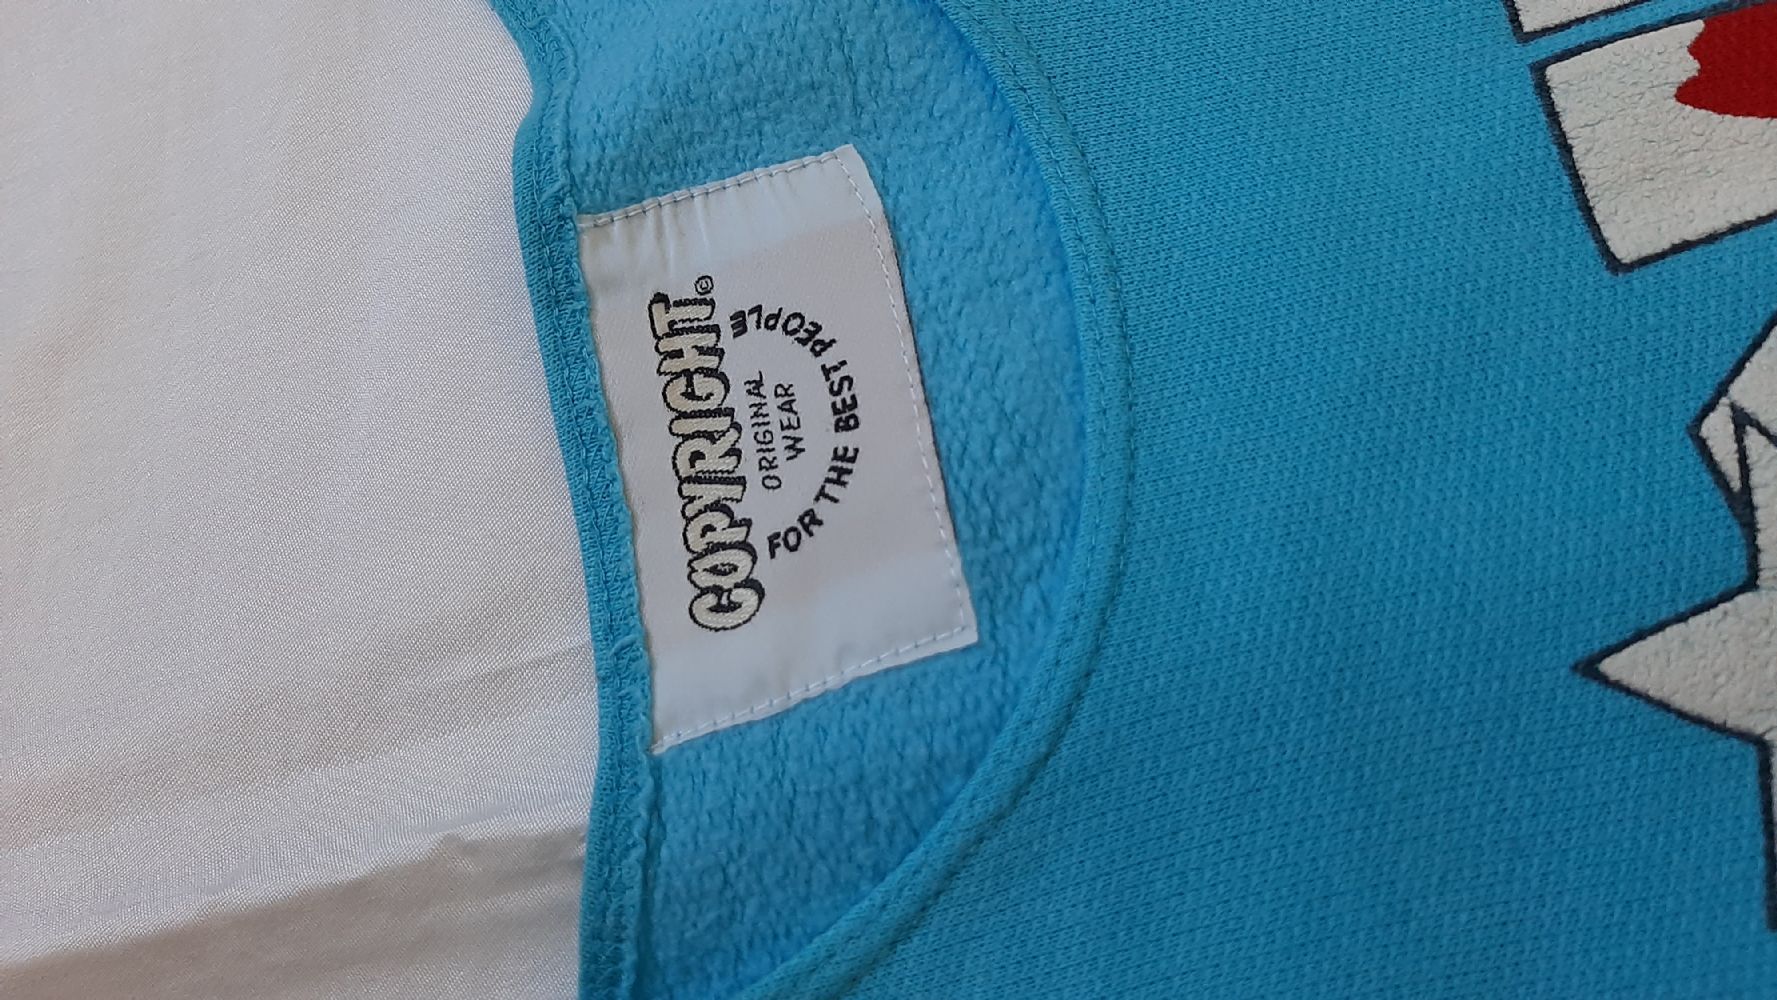 COPYRIGHT.©
ORIGINAL
WEAR
FOR THE BEST PEOPLE